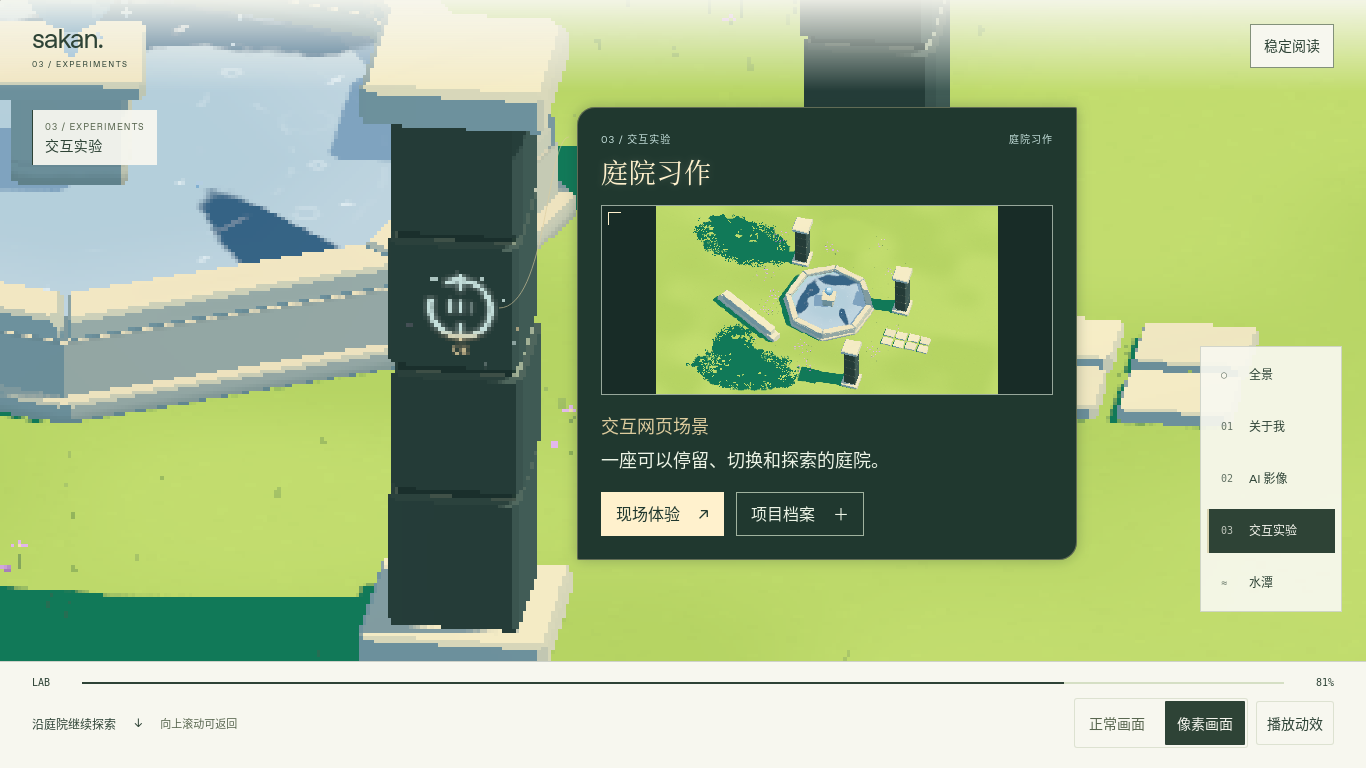 sakan.
03 / EXPERIMENTS
稳定阅读
03 / EXPERIMENTS
交互实验
03 / 交互实验
庭院习作
庭院习作
交互网页场景
一座可以停留、切换和探索的庭院。
现场体验 ↗
项目档案 +
○ 全景
01 关于我
02 AI 影像
03 交互实验
≈ 水潭
LAB
81%
沿庭院继续探索 ↓ 向上滚动可返回
正常画面
像素画面
播放动效